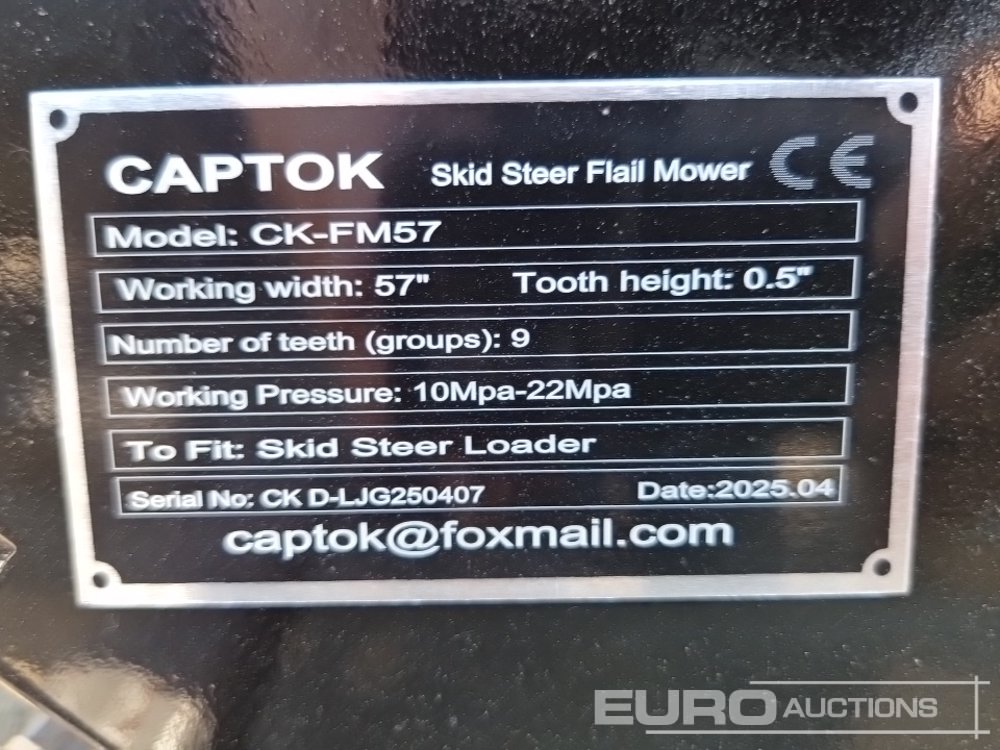 CAPTOK Skid Steer Flail Mower CE
Model: CK-FM57
Working width: 57" Tooth height: 0.5"
Number of teeth (groups): 9
Working Pressure: 10Mpa-22Mpa
To Fit: Skid Steer Loader
Serial No: CK D-LJG250407 Date:2025.04
captok@foxmail.com
EURO AUCTIONS